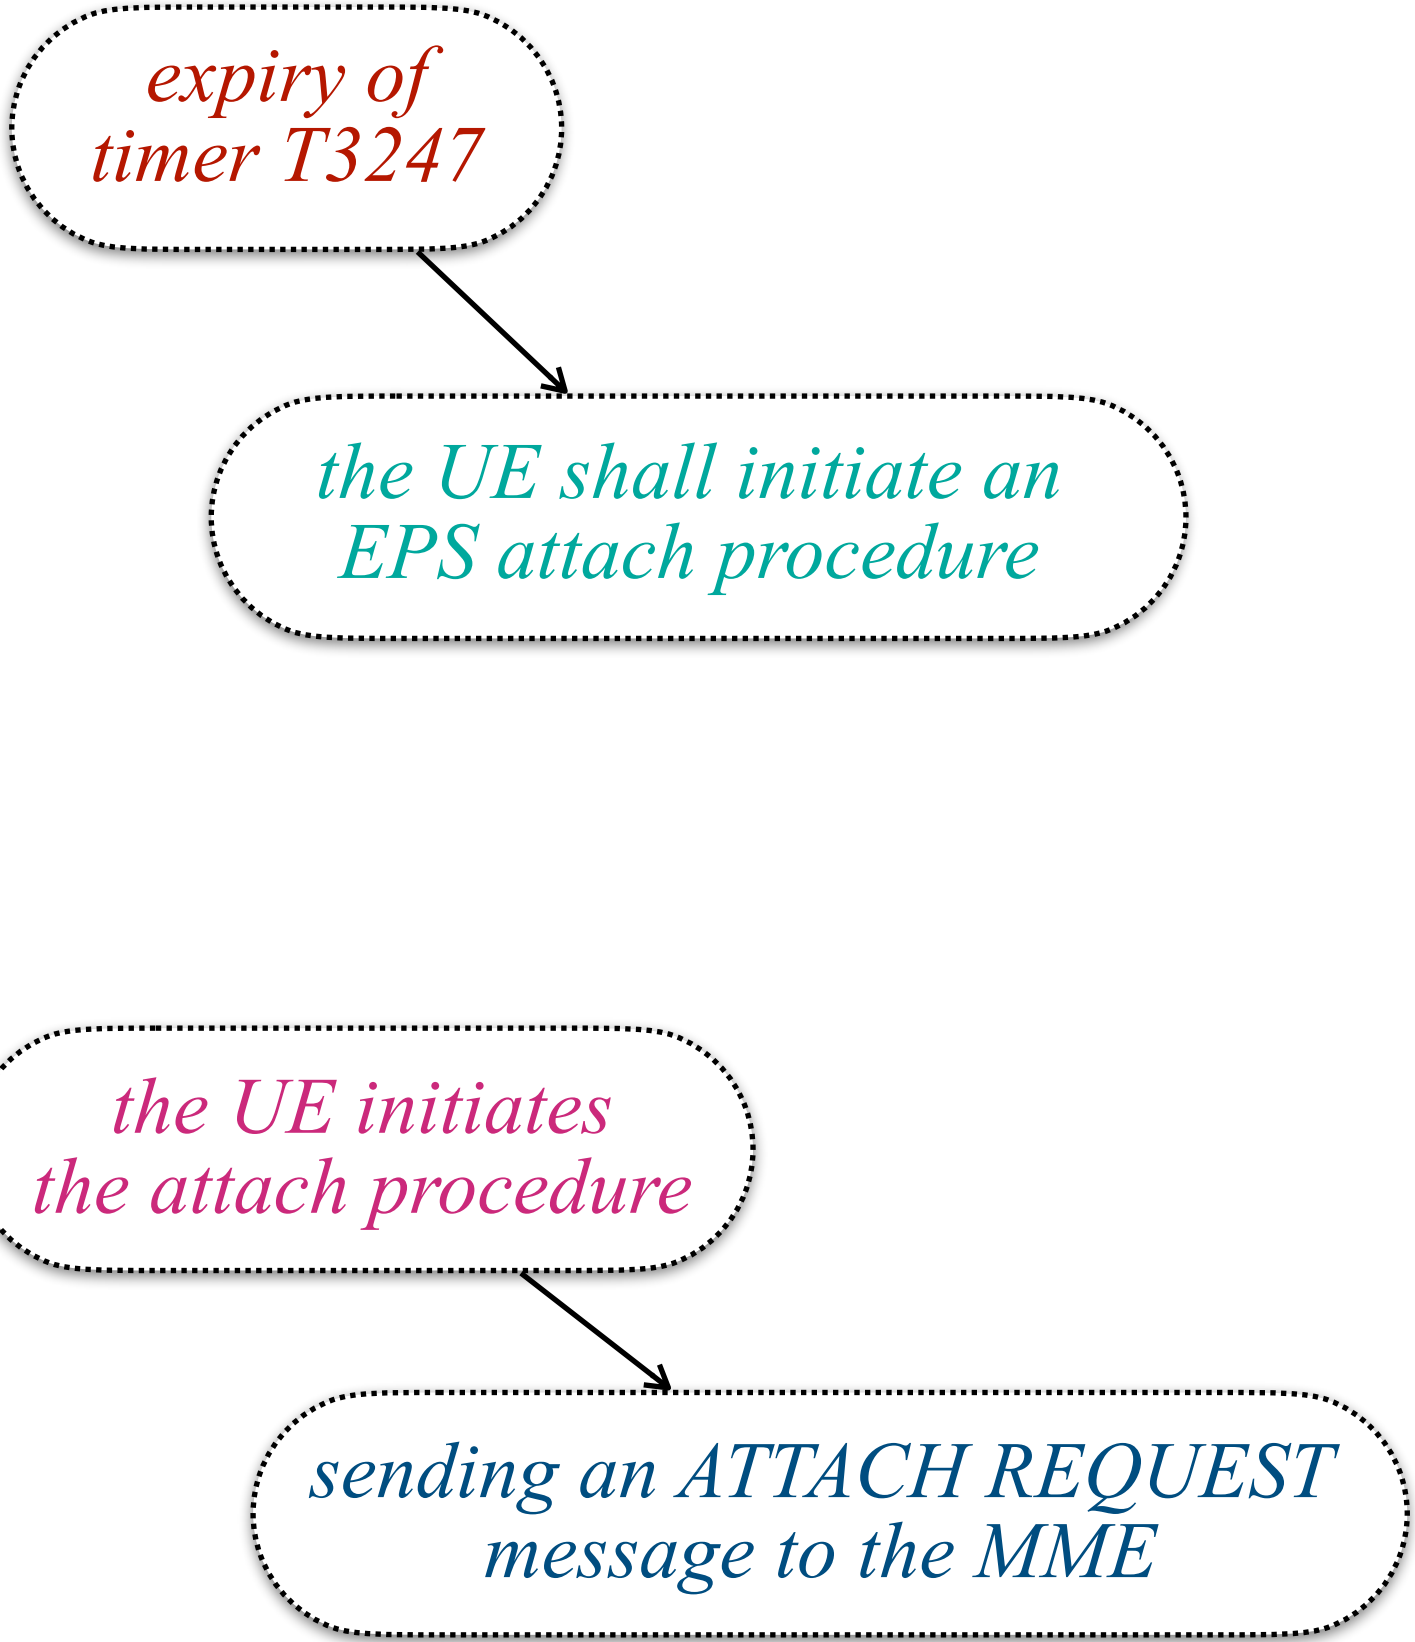 expiry of
timer T3247
the UE shall initiate an
EPS attach procedure
the UE initiates
the attach procedure
sending an ATTACH REQUEST
message to the MME